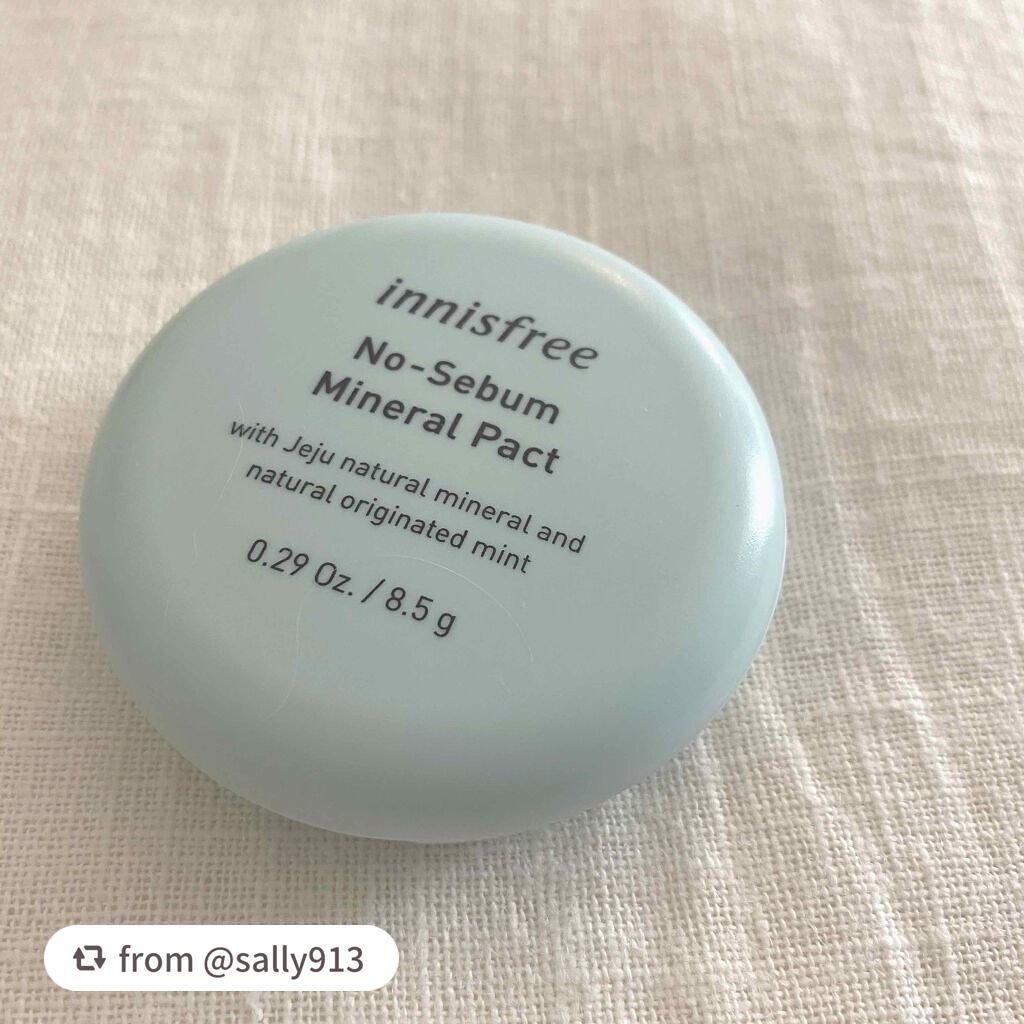 innisfree
No-Sebum
Mineral Pact
with Jeju natural mineral and
natural originated mint
0.29 Oz. / 8.5 g
from @sally913